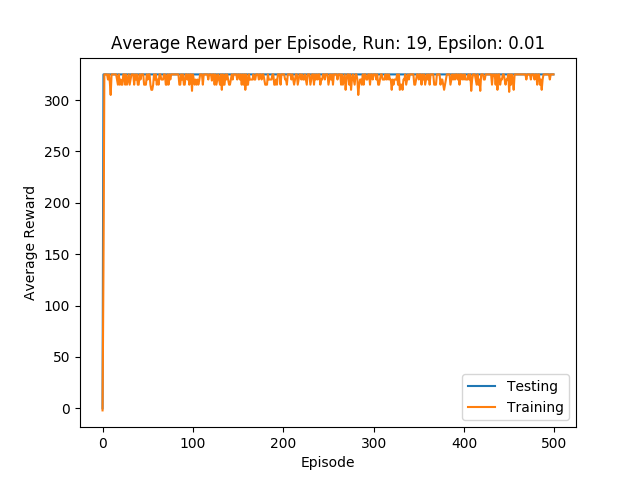 Average Reward per Episode, Run: 19, Epsilon: 0.01
Average Reward
300
250
200
150
100
50
0
0 100 200 300 400 500
Episode
Testing
Training